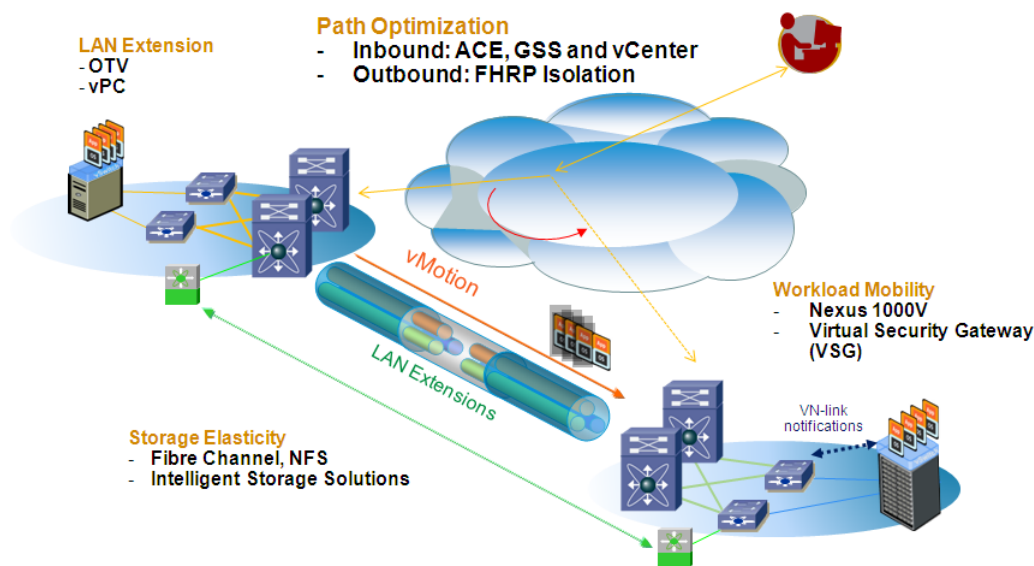 Path Optimization
- Inbound: ACE, GSS and vCenter
- Outbound: FHRP Isolation
LAN Extension
- OTV
- vPC
vMotion
LAN Extensions
Workload Mobility
- Nexus 1000V
- Virtual Security Gateway
(VSG)
VN-link
notifications
Storage Elasticity
- Fibre Channel, NFS
- Intelligent Storage Solutions